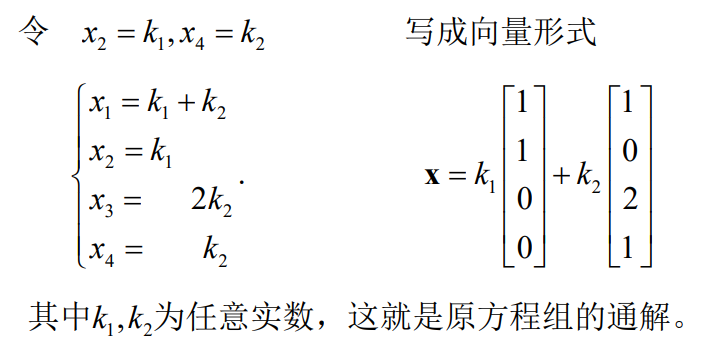 令 x₂ = k₁, x₄ = k₂
写成向量形式
{ x₁ = k₁ + k₂
x₂ = k₁
x₃ = 2k₂ .
x₄ = k₂
x = k₁ [1 1 0 0] + k₂ [1 0 2 1]
其中k₁,k₂为任意实数，这就是原方程组的通解。